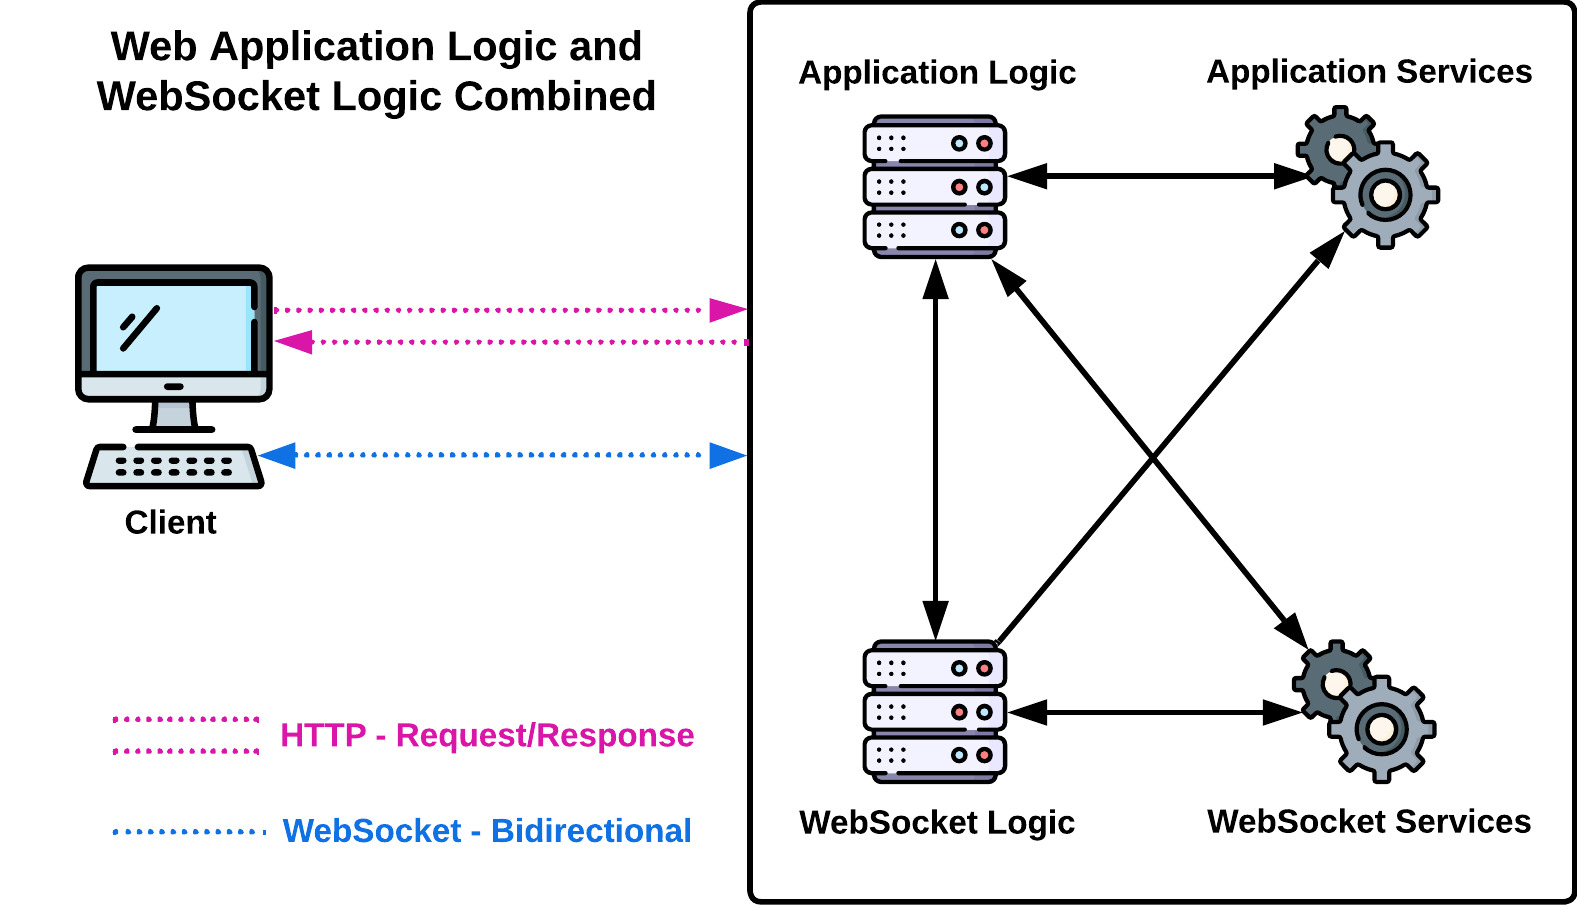 Web Application Logic and
WebSocket Logic Combined
Application Logic
Application Services
Client
HTTP - Request/Response
WebSocket - Bidirectional
WebSocket Logic
WebSocket Services